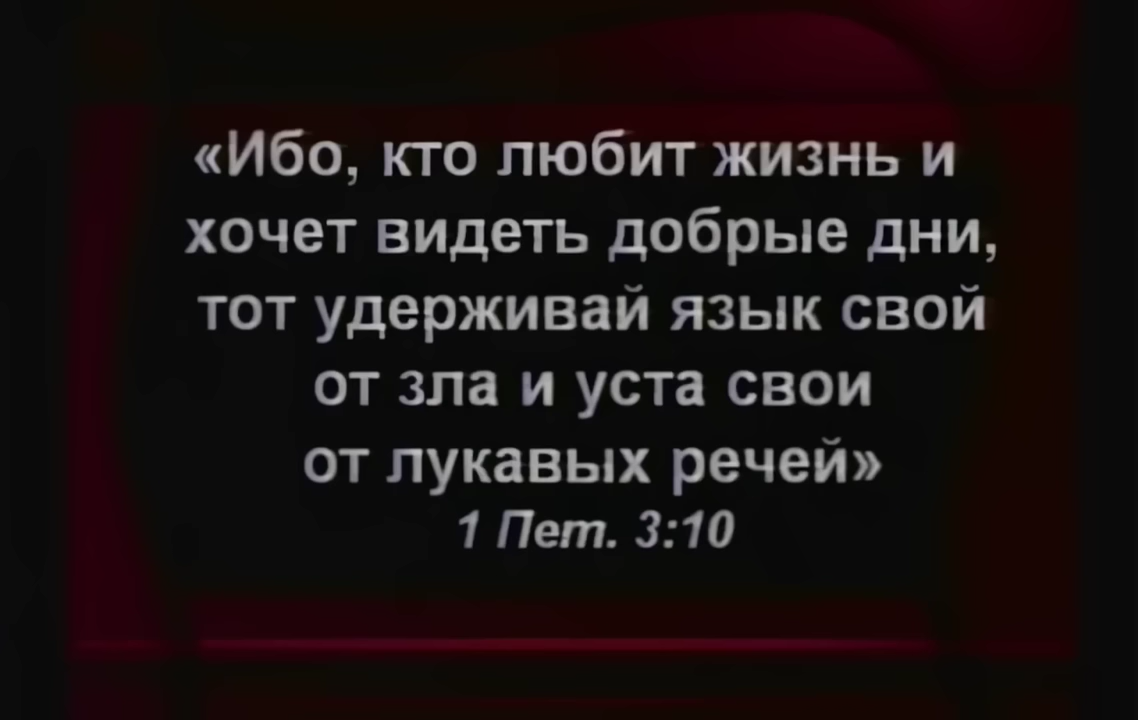 «Ибо, кто любит жизнь и
хочет видеть добрые дни,
тот удерживай язык свой
от зла и уста свои
от лукавых речей»
1 Пет. 3:10